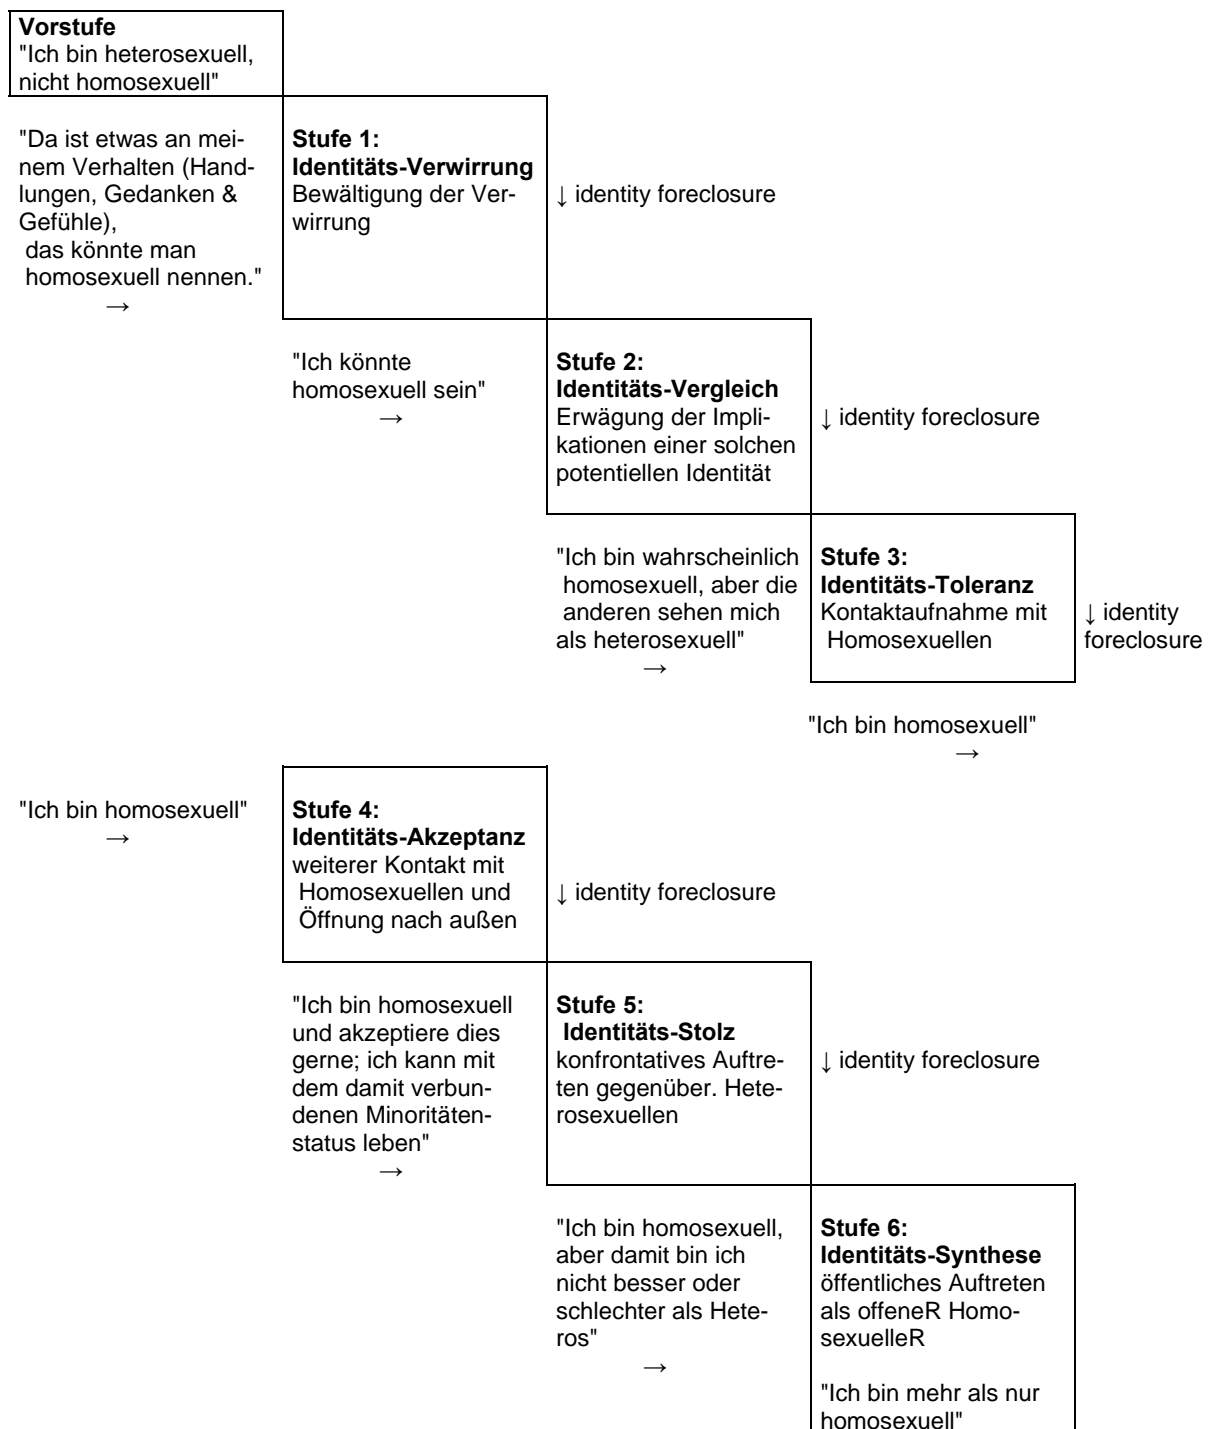 Vorstufe
"Ich bin heterosexuell,
nicht homosexuell"
"Da ist etwas an mei-
nem Verhalten (Hand-
lungen, Gedanken &
Gefühle),
das könnte man
homosexuell nennen."
→
Stufe 1:
Identitäts-Verwirrung
Bewältigung der Ver-
wirrung
↓ identity foreclosure
"Ich könnte
homosexuell sein"
→
Stufe 2:
Identitäts-Vergleich
Erwägung der Impli-
kationen einer solchen
potentiellen Identität
↓ identity foreclosure
"Ich bin wahrscheinlich
homosexuell, aber die
anderen sehen mich
als heterosexuell"
→
Stufe 3:
Identitäts-Toleranz
Kontaktaufnahme mit
Homosexuellen
↓ identity
foreclosure
"Ich bin homosexuell"
→
"Ich bin homosexuell"
→
Stufe 4:
Identitäts-Akzeptanz
weiterer Kontakt mit
Homosexuellen und
Öffnung nach außen
↓ identity foreclosure
"Ich bin homosexuell
und akzeptiere dies
gerne; ich kann mit
dem damit verbun-
denen Minoritäten-
status leben"
→
Stufe 5:
Identitäts-Stolz
konfrontatives Auftre-
ten gegenüber. Hete-
rosexuellen
↓ identity foreclosure
"Ich bin homosexuell,
aber damit bin ich
nicht besser oder
schlechter als Hete-
ros"
→
Stufe 6:
Identitäts-Synthese
öffentliches Auftreten
als offeneR Homo-
sexuelleR
"Ich bin mehr als nur
homosexuell"